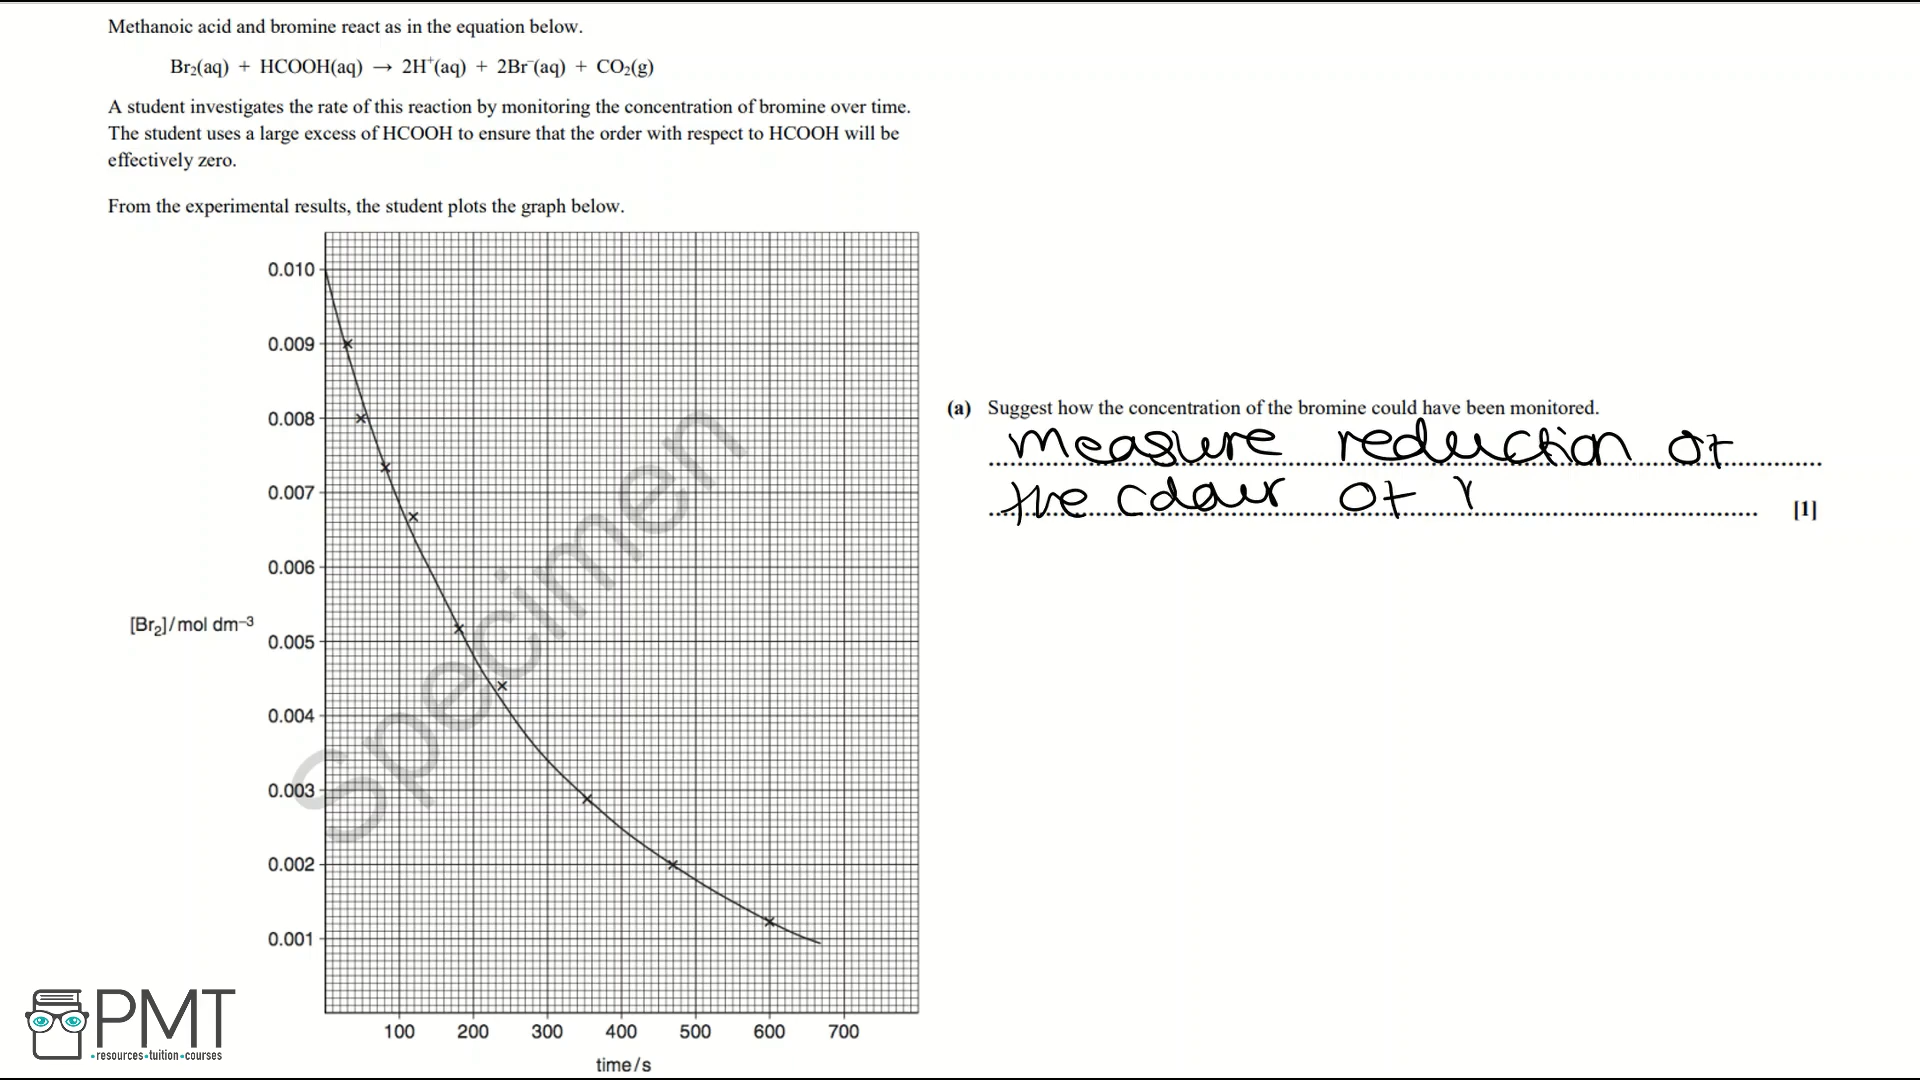 Methanoic acid and bromine react as in the equation below.
Br₂(aq) + HCOOH(aq) → 2H⁺(aq) + 2Br⁻(aq) + CO₂(g)
A student investigates the rate of this reaction by monitoring the concentration of bromine over time.
The student uses a large excess of HCOOH to ensure that the order with respect to HCOOH will be
effectively zero.
From the experimental results, the student plots the graph below.
0.010
0.009
0.008
0.007
0.006
[Br₂]/mol dm⁻³
0.005
0.004
0.003
0.002
0.001
100 200 300 400 500 600 700
time/s
Specimen
(a) Suggest how the concentration of the bromine could have been monitored.
measure reduction of
the colour of
[1]
PMT
•resources•tuition•courses